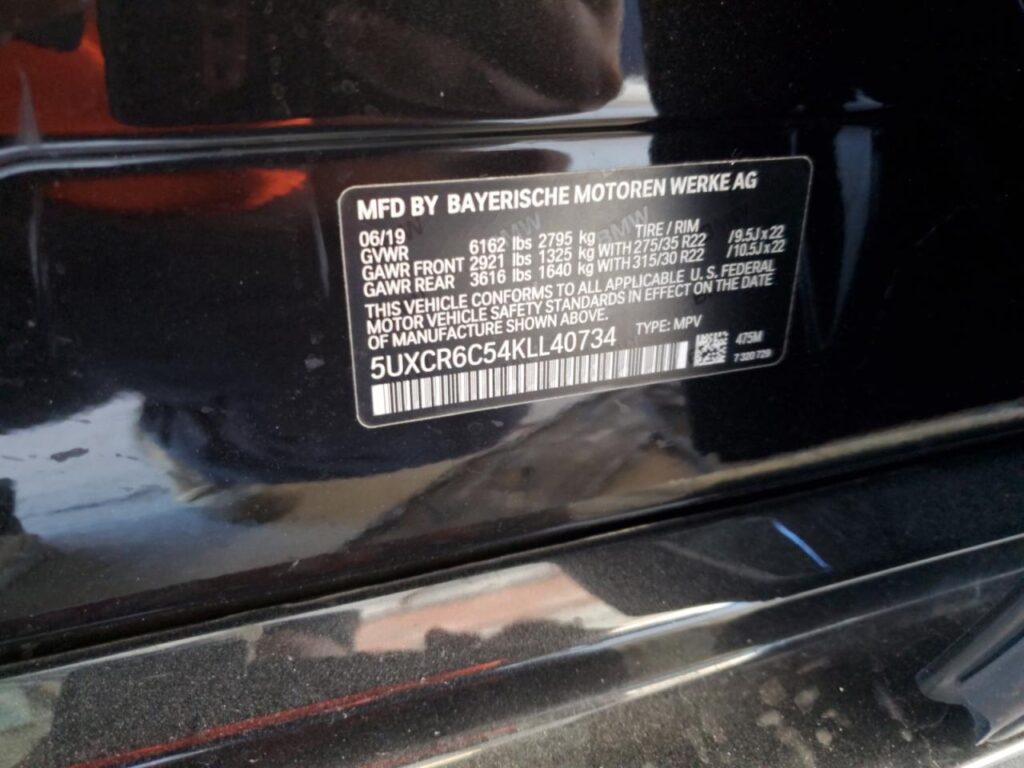 MFD BY BAYERISCHE MOTOREN WERKE AG
06/19 TIRE / RIM
GVWR 6162 lbs 2795 kg
GAWR FRONT 2921 lbs 1325 kg WITH 275/35 R22 /9.5J x 22
GAWR REAR 3616 lbs 1640 kg WITH 315/30 R22 /10.5J x 22
THIS VEHICLE CONFORMS TO ALL APPLICABLE U.S. FEDERAL
MOTOR VEHICLE SAFETY STANDARDS IN EFFECT ON THE DATE
OF MANUFACTURE SHOWN ABOVE.
5UXCR6C54KLL40734 TYPE: MPV
475M
7 320 729
BMW
BMW